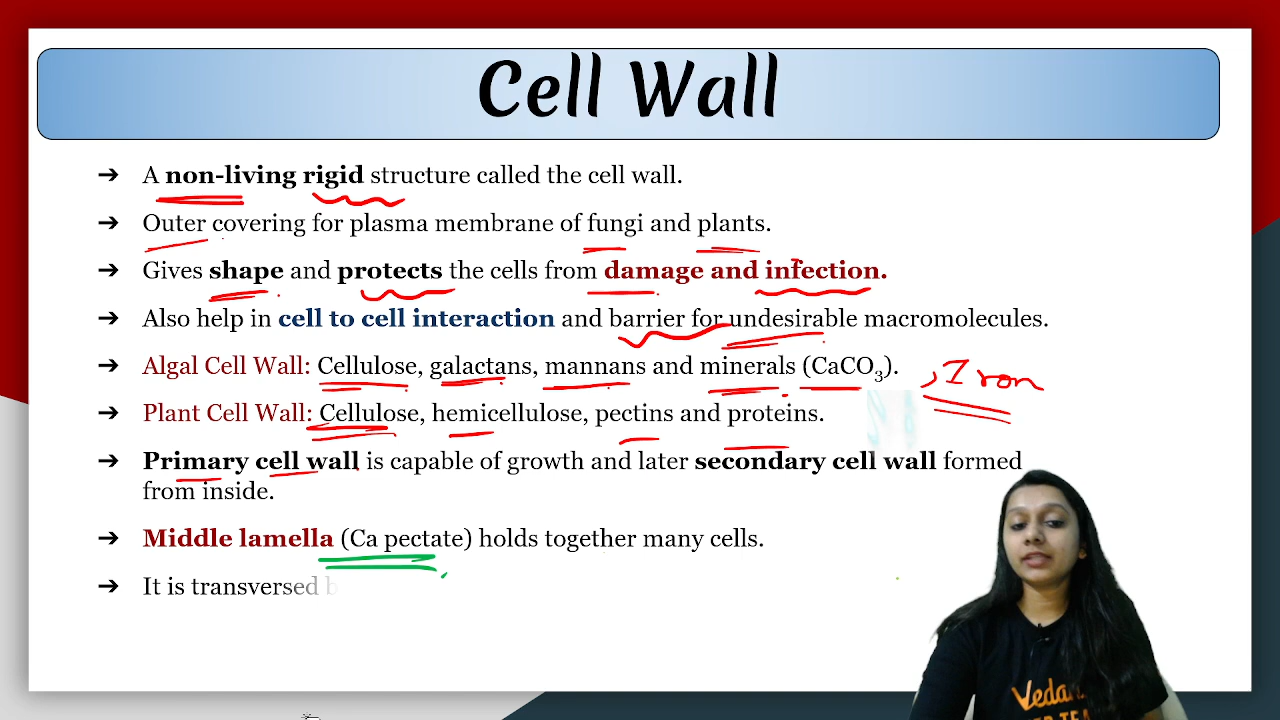 Cell Wall
➔ A non-living rigid structure called the cell wall.
➔ Outer covering for plasma membrane of fungi and plants.
➔ Gives shape and protects the cells from damage and infection.
➔ Also help in cell to cell interaction and barrier for undesirable macromolecules.
➔ Algal Cell Wall: Cellulose, galactans, mannans and minerals (CaCO₃).
, Iron
➔ Plant Cell Wall: Cellulose, hemicellulose, pectins and proteins.
➔ Primary cell wall is capable of growth and later secondary cell wall formed
from inside.
➔ Middle lamella (Ca pectate) holds together many cells.
➔ It is transversed b